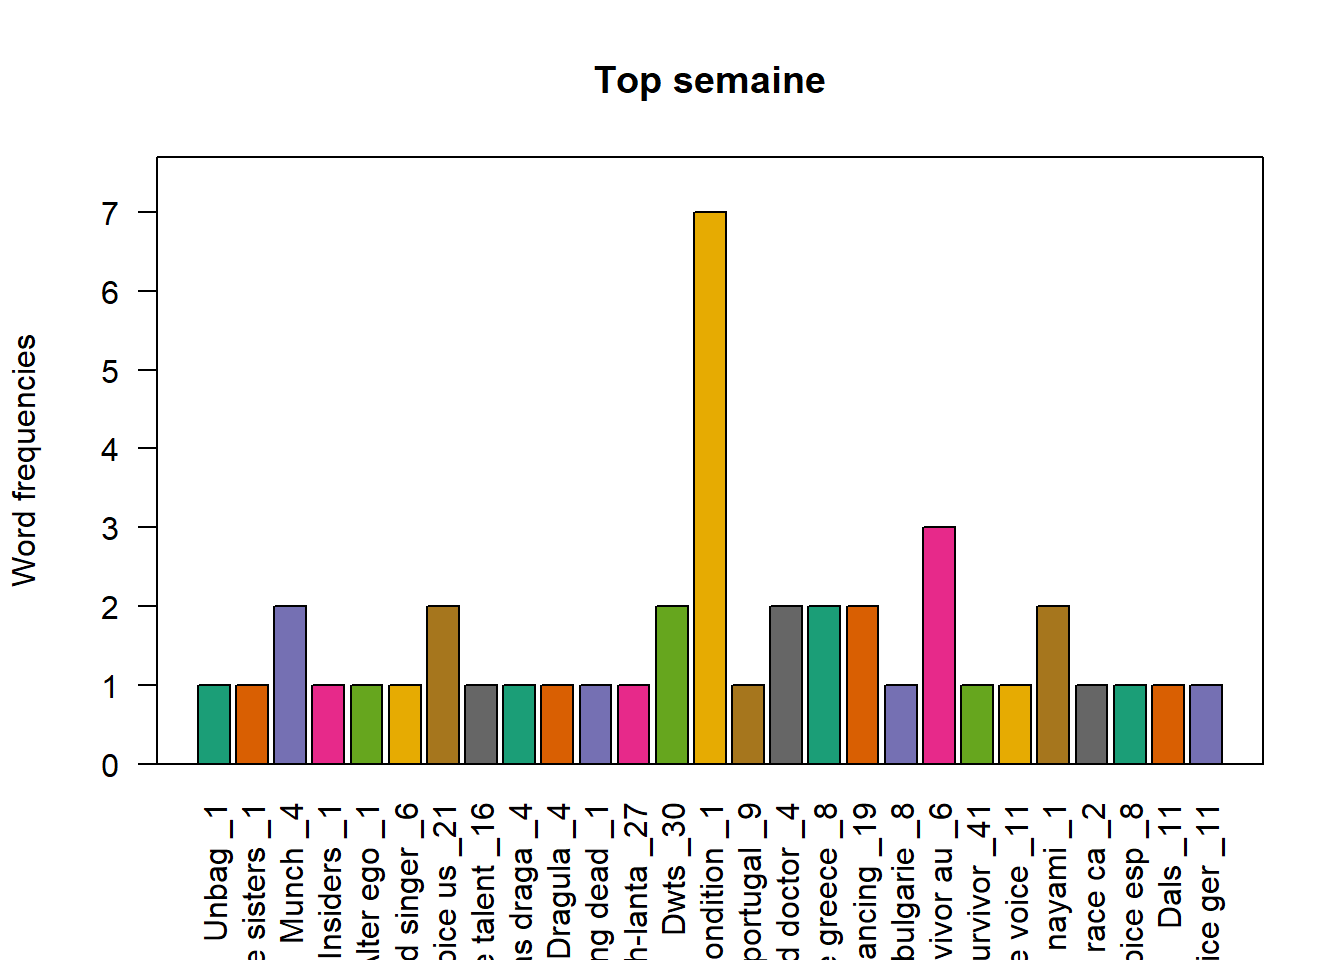 Top semaine
Word frequencies
7
6
5
4
3
2
1
0
Unbag _1
e sisters _1
Munch _4
Insiders _1
Alter ego _1
d singer _6
oice us _21
e talent _16
as draga _4
Dragula _4
ng dead _1
h-lanta _27
Dwts _30
ondition _1
portugal _9
d doctor _4
e greece _8
ancing _19
bulgarie _8
vivor au _6
urvivor _41
e voice _11
nayami _1
race ca _2
oice esp _8
Dals _11
ice ger _11